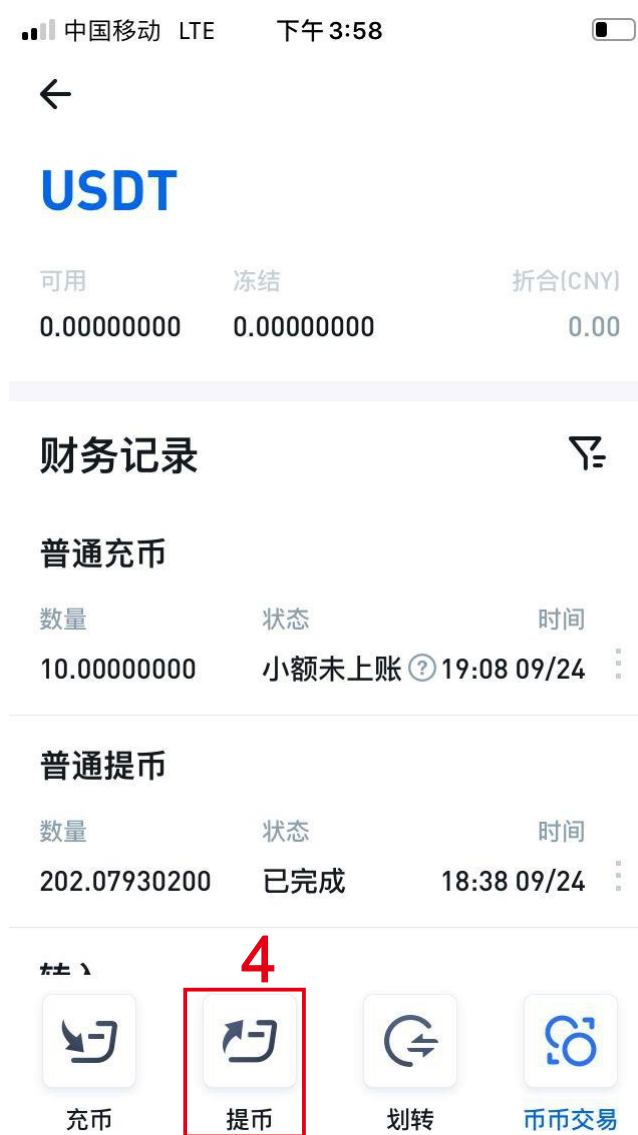 中国移动 LTE 下午3:58
USDT
可用 冻结 折合(CNY)
0.00000000 0.00000000 0.00
财务记录
普通充币
数量 状态 时间
10.00000000 小额未上账 ? 19:08 09/24
普通提币
数量 状态 时间
202.07930200 已完成 18:38 09/24
转入
4
充币 提币 划转 币币交易